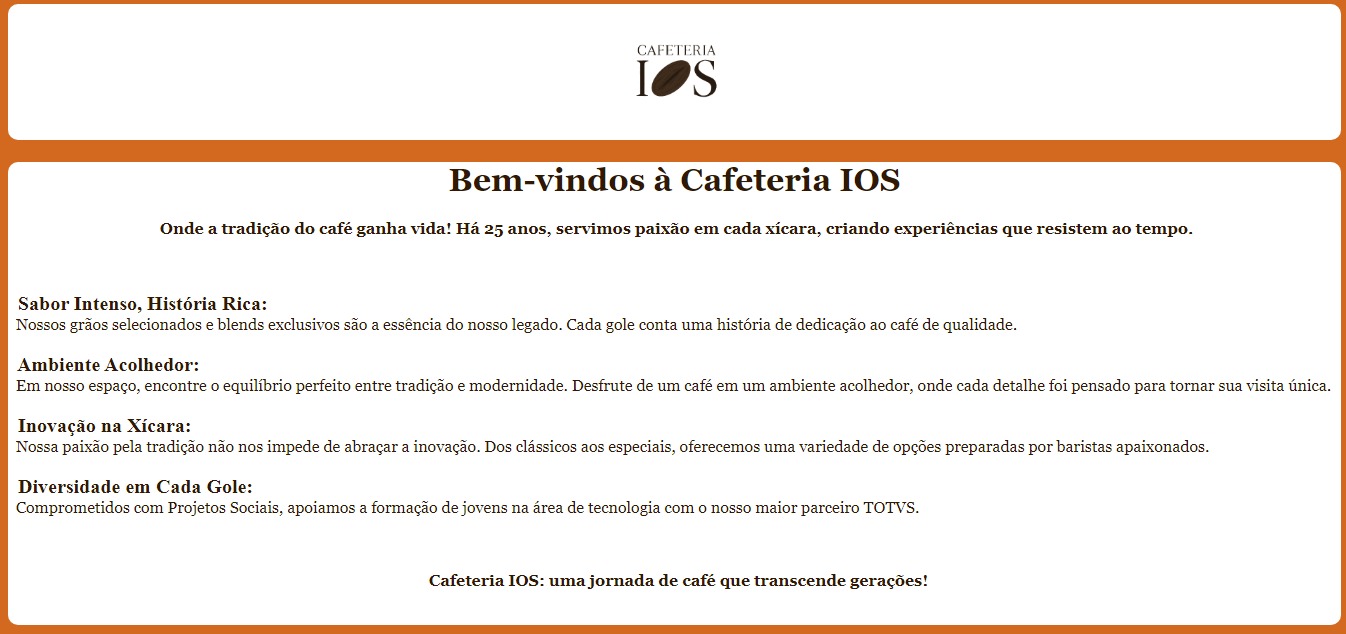 CAFETERIA
IOS
Bem-vindos à Cafeteria IOS
Onde a tradição do café ganha vida! Há 25 anos, servimos paixão em cada xícara, criando experiências que resistem ao tempo.
Sabor Intenso, História Rica:
Nossos grãos selecionados e blends exclusivos são a essência do nosso legado. Cada gole conta uma história de dedicação ao café de qualidade.
Ambiente Acolhedor:
Em nosso espaço, encontre o equilíbrio perfeito entre tradição e modernidade. Desfrute de um café em um ambiente acolhedor, onde cada detalhe foi pensado para tornar sua visita única.
Inovação na Xícara:
Nossa paixão pela tradição não nos impede de abraçar a inovação. Dos clássicos aos especiais, oferecemos uma variedade de opções preparadas por baristas apaixonados.
Diversidade em Cada Gole:
Comprometidos com Projetos Sociais, apoiamos a formação de jovens na área de tecnologia com o nosso maior parceiro TOTVS.
Cafeteria IOS: uma jornada de café que transcende gerações!